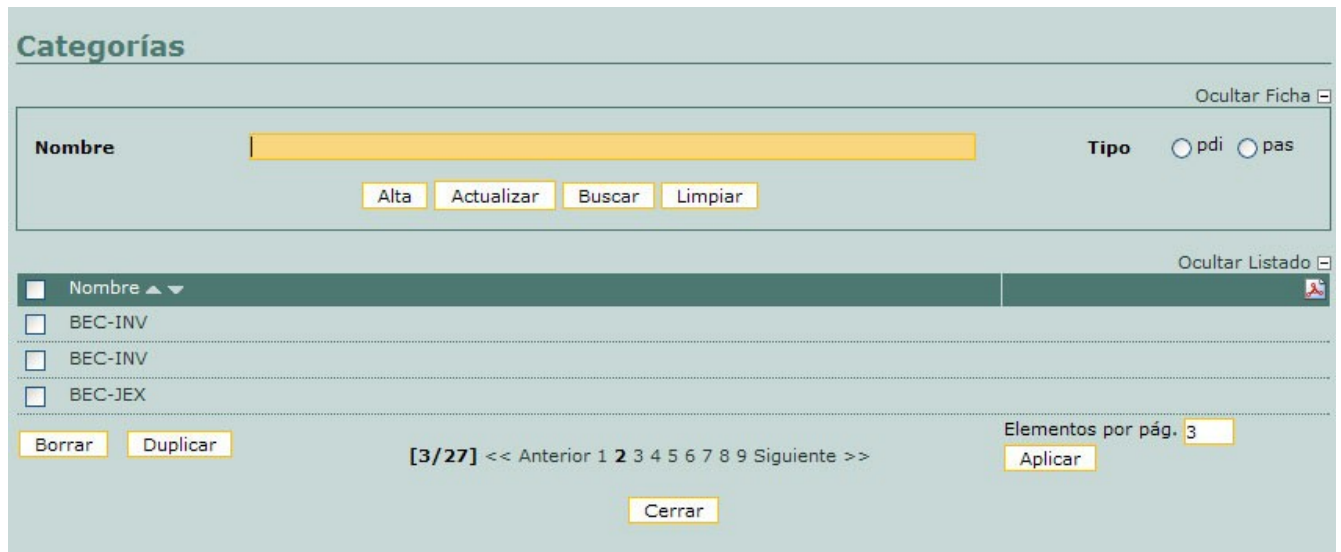 Categorías
Ocultar Ficha
Nombre Tipo pdi pas
Alta Actualizar Buscar Limpiar
Ocultar Listado
Nombre
BEC-INV
BEC-INV
BEC-JEX
Elementos por pág. 3
Borrar Duplicar [3/27] << Anterior 1 2 3 4 5 6 7 8 9 Siguiente >> Aplicar
Cerrar